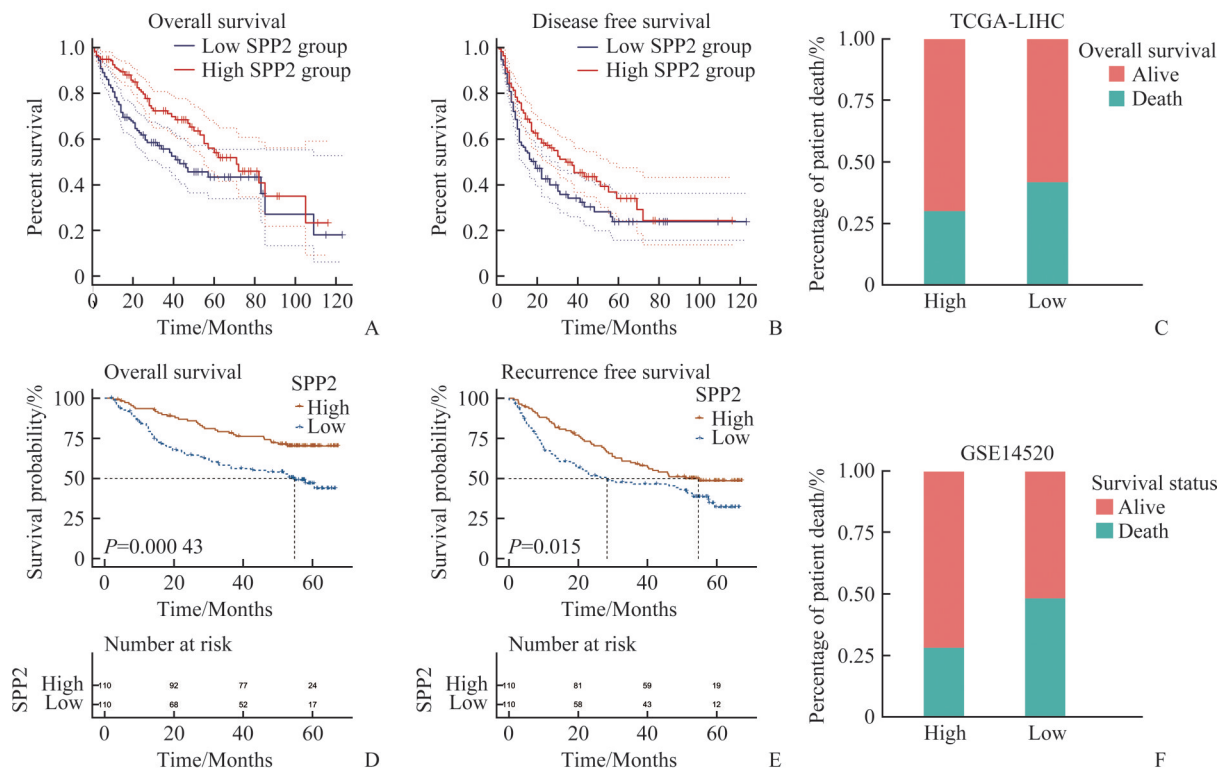 Overall survival
Low SPP2 group
High SPP2 group
Percent survival
1.0
0.8
0.6
0.4
0.2
0
0 20 40 60 80 100 120
Time/Months
A
Disease free survival
Low SPP2 group
High SPP2 group
Percent survival
1.0
0.8
0.6
0.4
0.2
0
0 20 40 60 80 100 120
Time/Months
B
TCGA-LIHC
Overall survival
Alive
Death
Percentage of patient death/%
1.00
0.75
0.50
0.25
0
High Low
C
Overall survival
SPP2
High
Low
Survival probability/%
100
75
50
25
0
P=0.000 43
0 20 40 60
Time/Months
Number at risk
SPP2
High 110 92 77 24
Low 110 68 52 17
0 20 40 60
Time/Months
D
Recurrence free survival
SPP2
High
Low
Survival probability/%
100
75
50
25
0
P=0.015
0 20 40 60
Time/Months
Number at risk
SPP2
High 110 81 59 19
Low 110 58 43 12
0 20 40 60
Time/Months
E
GSE14520
Survival status
Alive
Death
Percentage of patient death/%
1.00
0.75
0.50
0.25
0
High Low
F